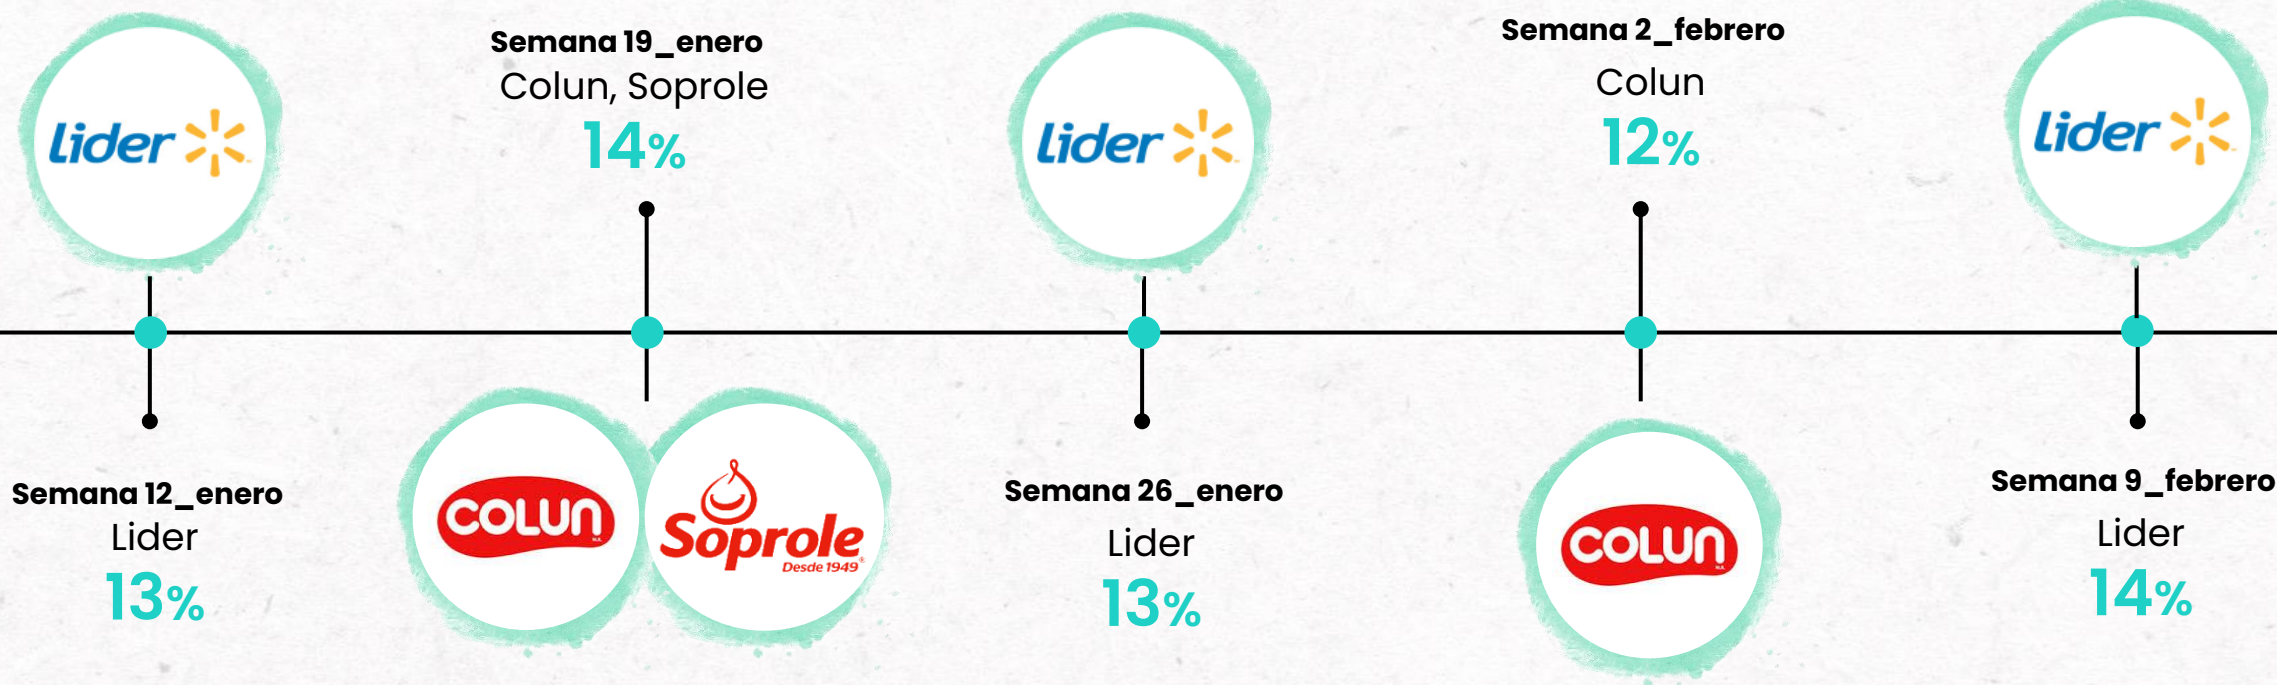 lider
Semana 12_enero
Lider
13%
Semana 19_enero
Colun, Soprole
14%
COLUN
Soprole
Desde 1949
lider
Semana 26_enero
Lider
13%
Semana 2_febrero
Colun
12%
COLUN
lider
Semana 9_febrero
Lider
14%